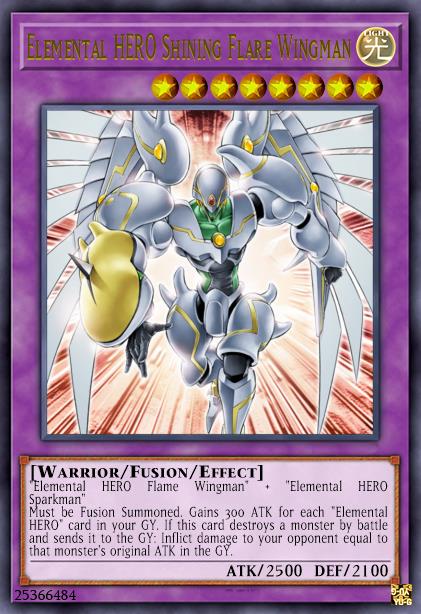 Elemental HERO Shining Flare Wingman
LIGHT
光
[Warrior/Fusion/Effect]
"Elemental HERO Flame Wingman" + "Elemental HERO
Sparkman"
Must be Fusion Summoned. Gains 300 ATK for each "Elemental
HERO" card in your GY. If this card destroys a monster by battle
and sends it to the GY: Inflict damage to your opponent equal to
that monster's original ATK in the GY.
ATK/2500 DEF/2100
25366484